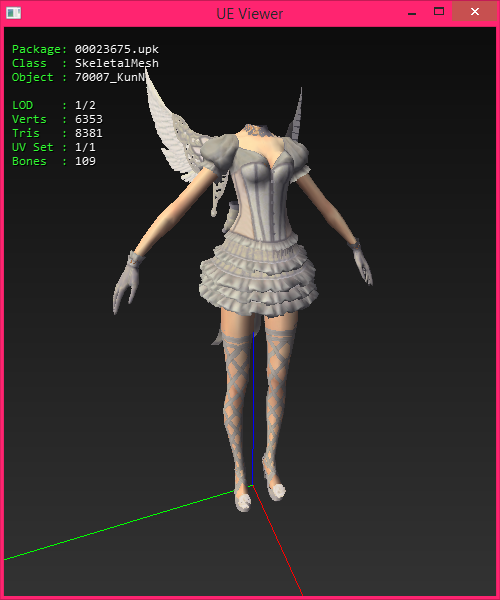 UE Viewer
Package: 00023675.upk
Class : SkeletalMesh
Object : 70007_KunN
LOD : 1/2
Verts : 6353
Tris : 8381
UV Set : 1/1
Bones : 109